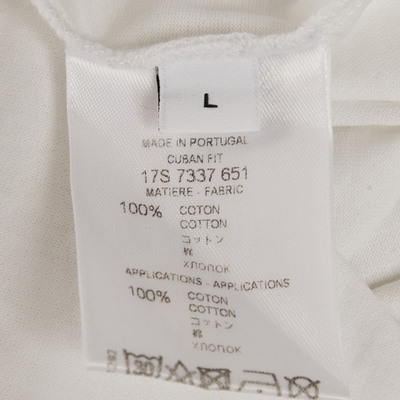 L
MADE IN PORTUGAL
CUBAN FIT
17S 7337 651
MATIERE - FABRIC
100% COTON
COTTON
コットン
棉
ХЛОПОК
APPLICATIONS - APPLICATIONS
100% COTON
COTTON
コットン
棉
ХЛОПОК
30